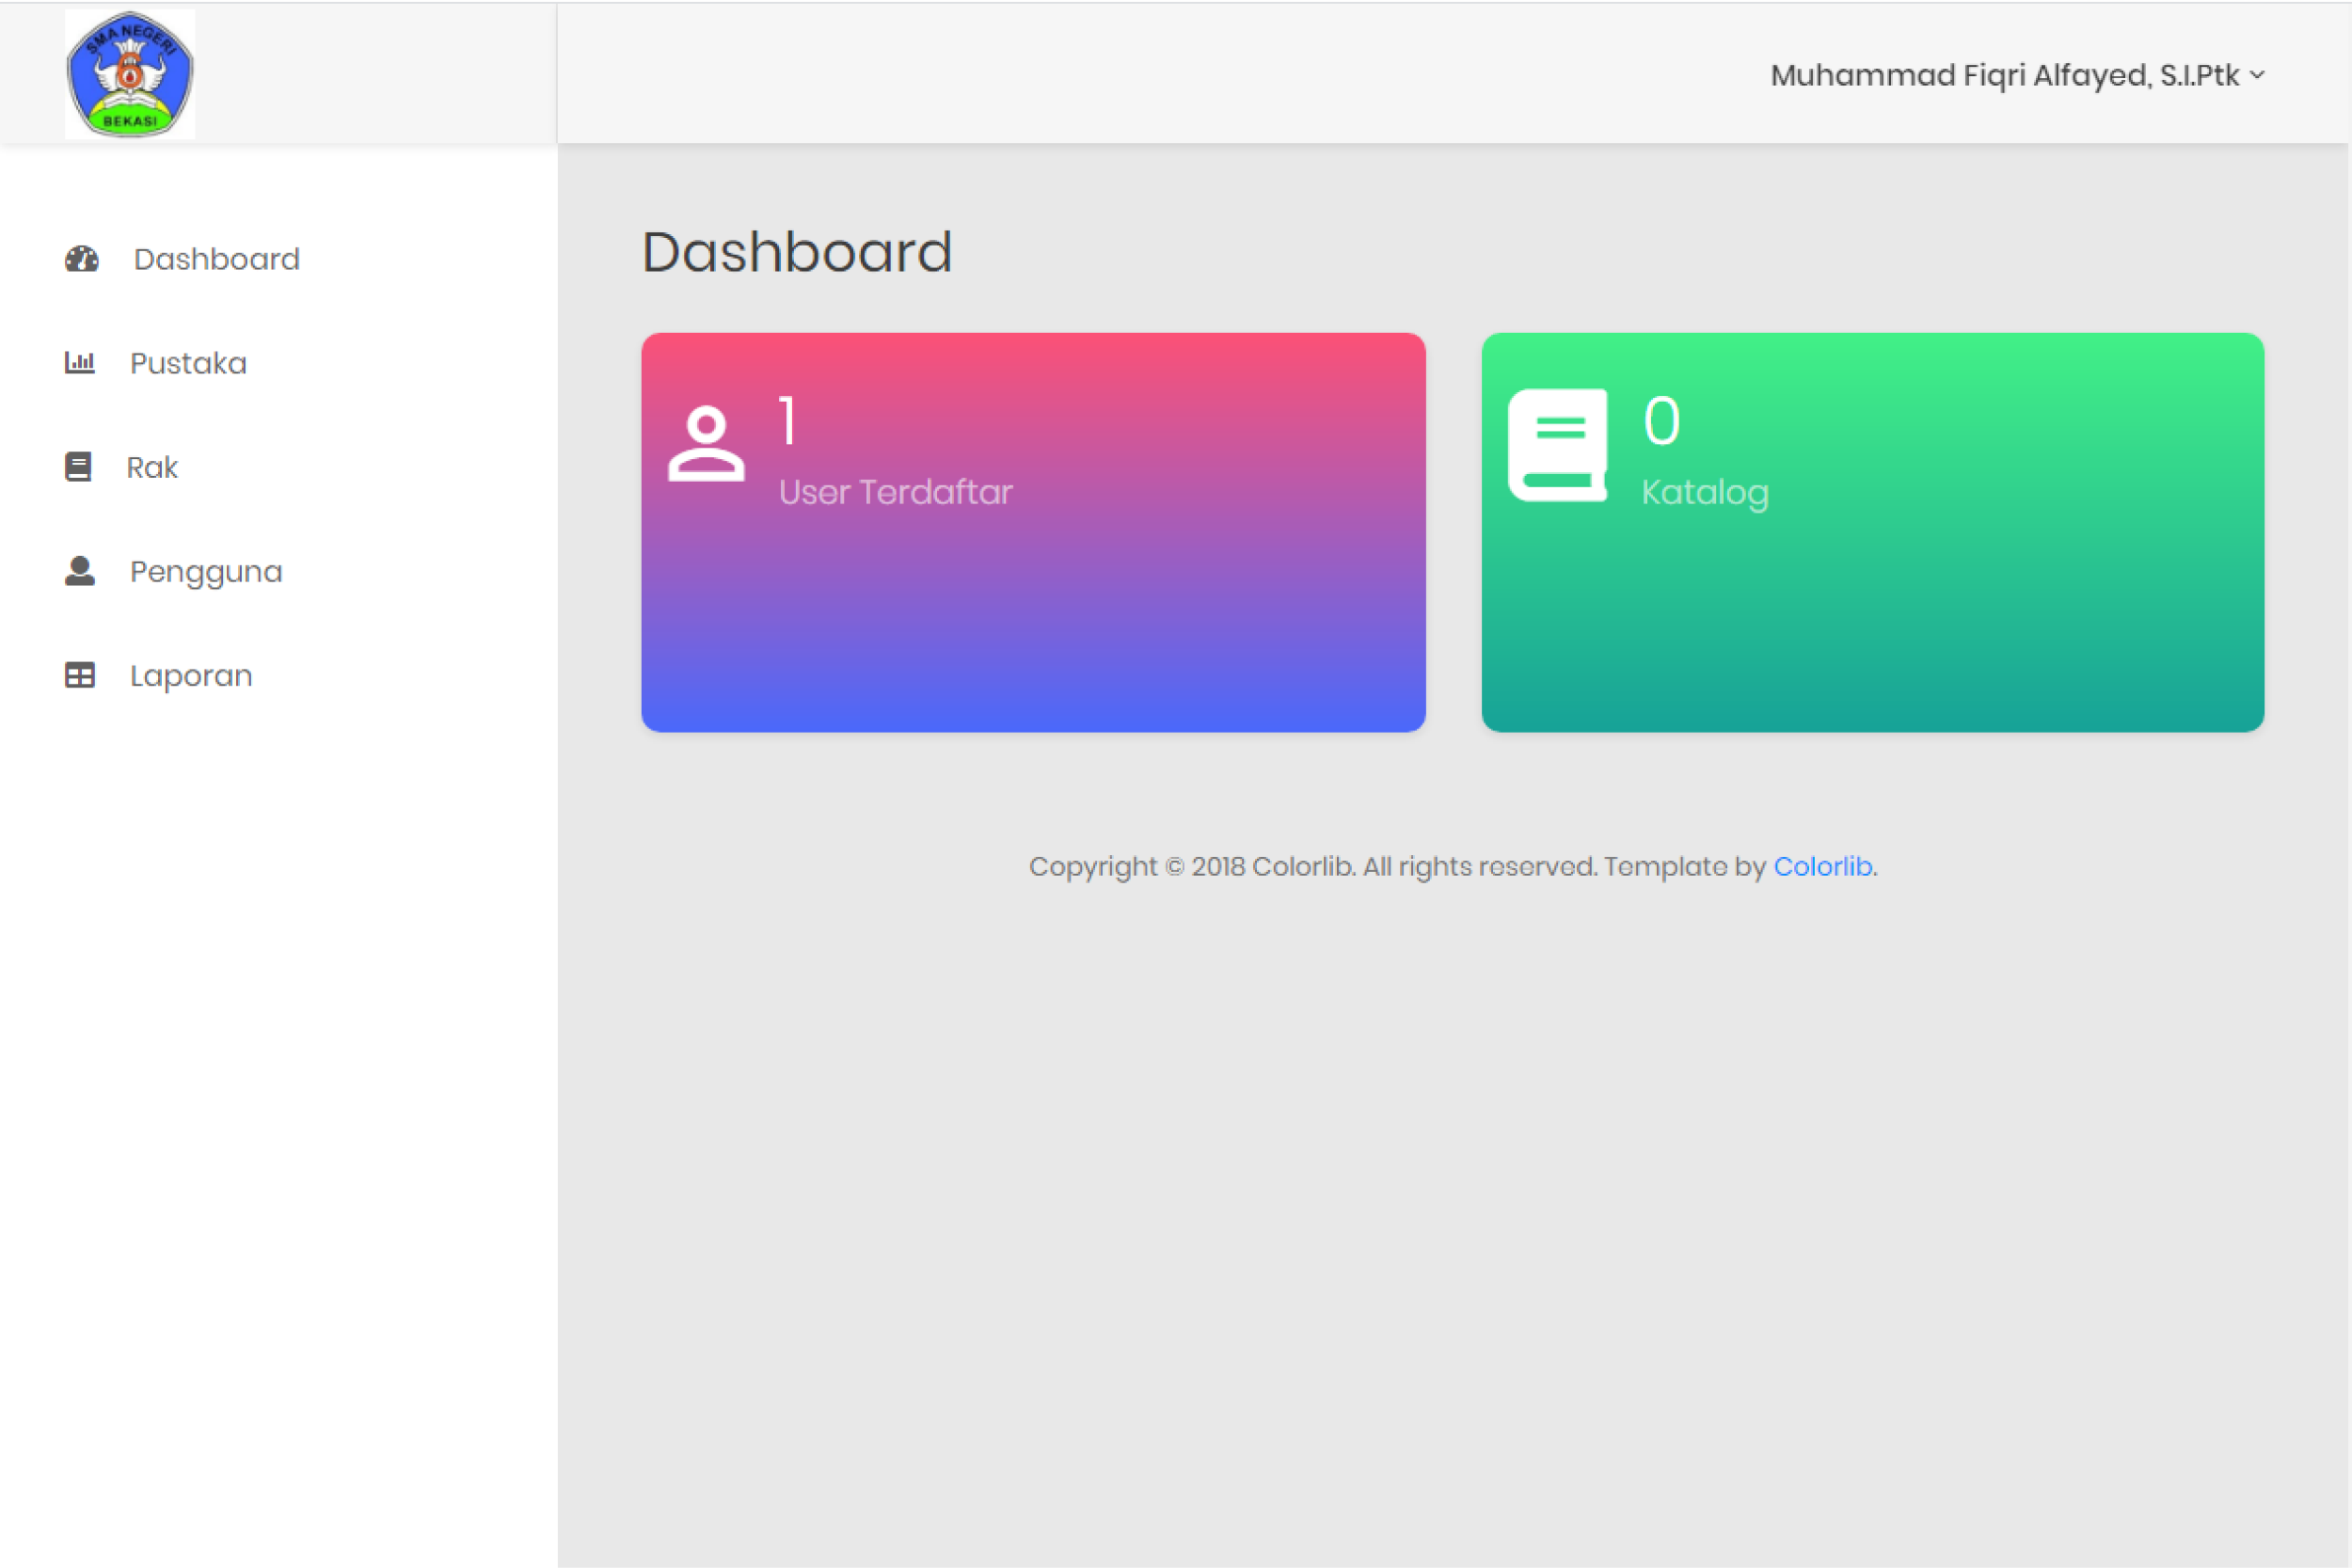 SMA NEGERI
6
BEKASI
Muhammad Fiqri Alfayed, S.I.Ptk
Dashboard
Pustaka
Rak
Pengguna
Laporan
Dashboard
1
User Terdaftar
0
Katalog
Copyright © 2018 Colorlib. All rights reserved. Template by Colorlib.